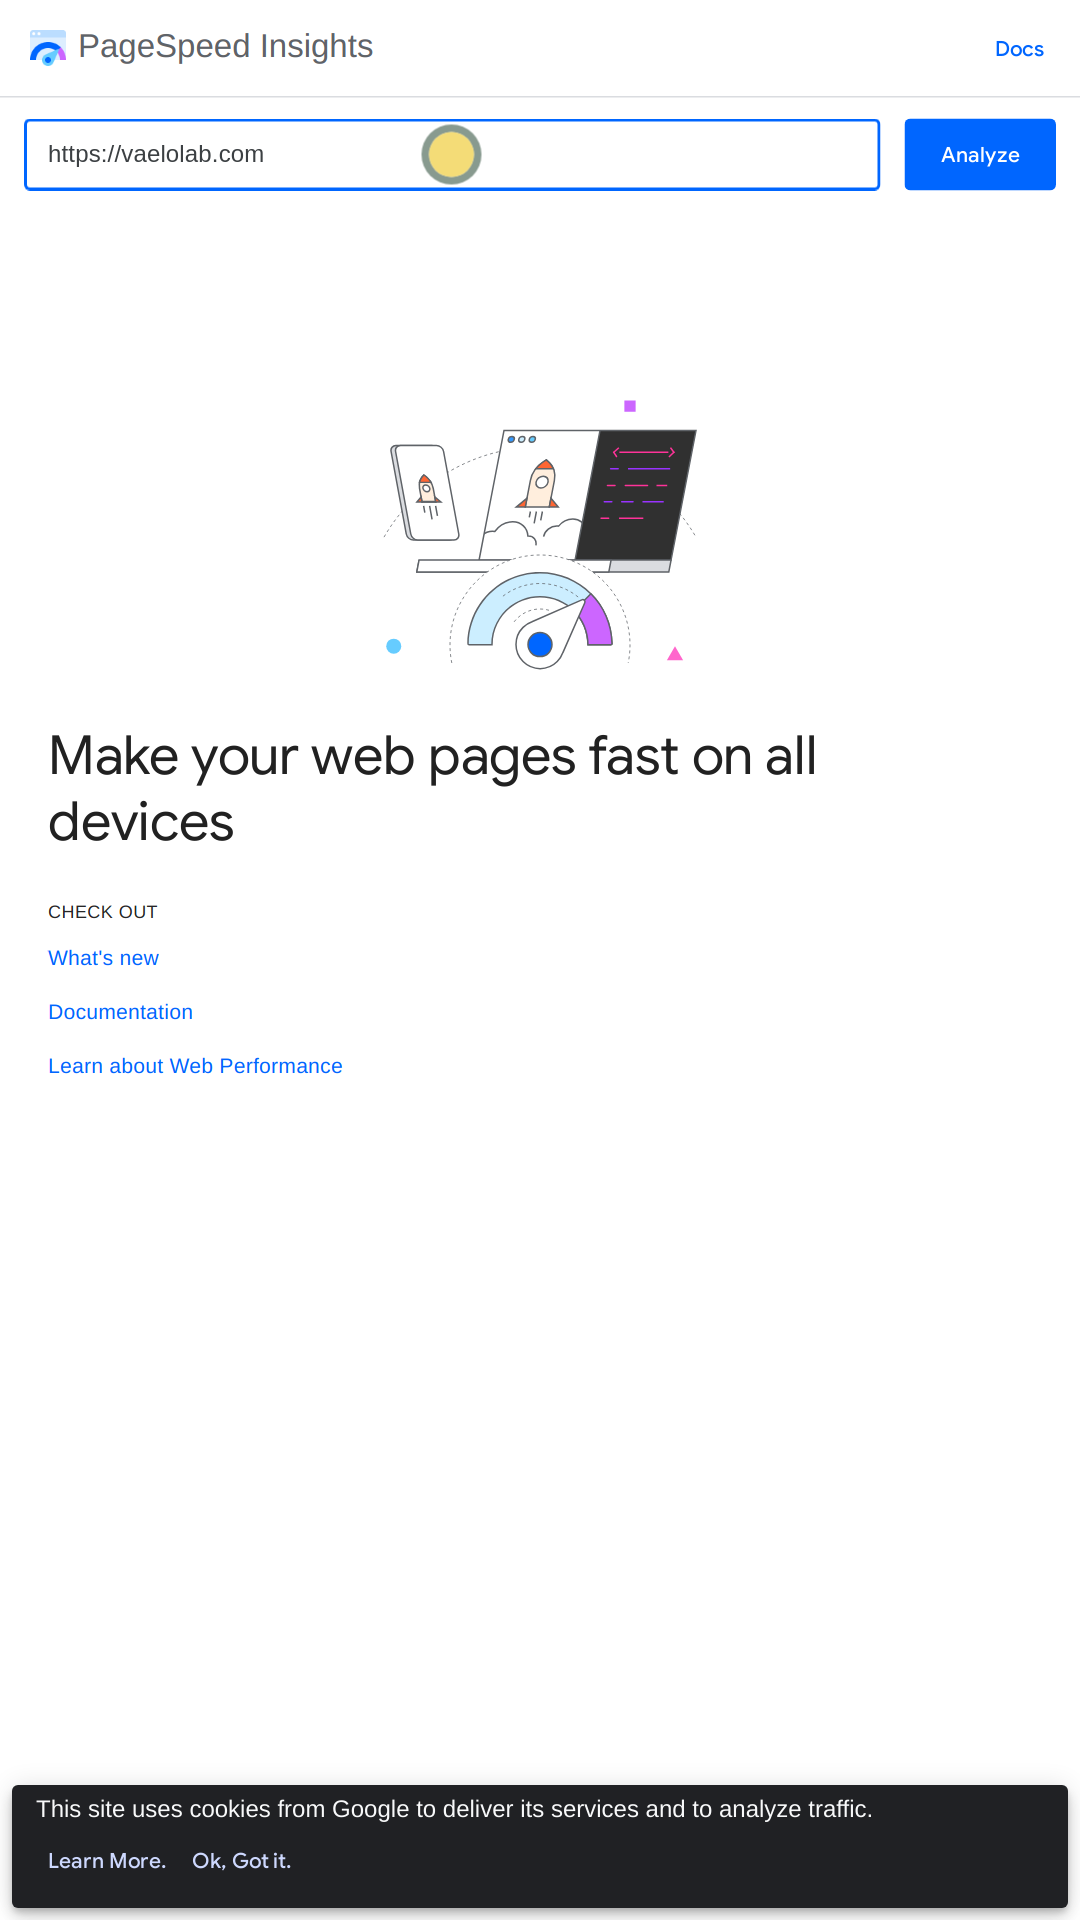 PageSpeed Insights
Docs
https://vaelolab.com
Analyze
Make your web pages fast on all
devices
CHECK OUT
What's new
Documentation
Learn about Web Performance
This site uses cookies from Google to deliver its services and to analyze traffic.
Learn More.
Ok, Got it.